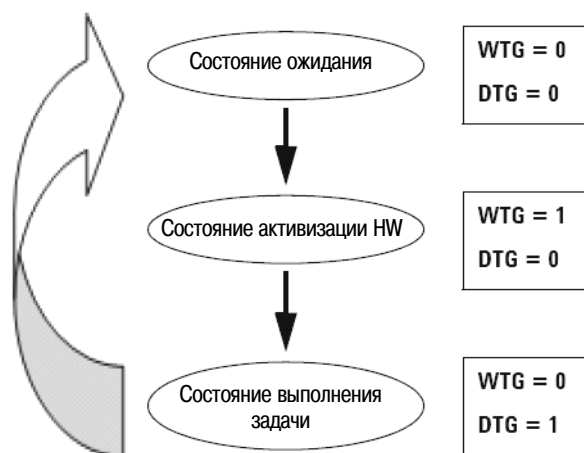 Состояние ожидания
WTG = 0
DTG = 0
Состояние активизации HW
WTG = 1
DTG = 0
Состояние выполнения
задачи
WTG = 0
DTG = 1